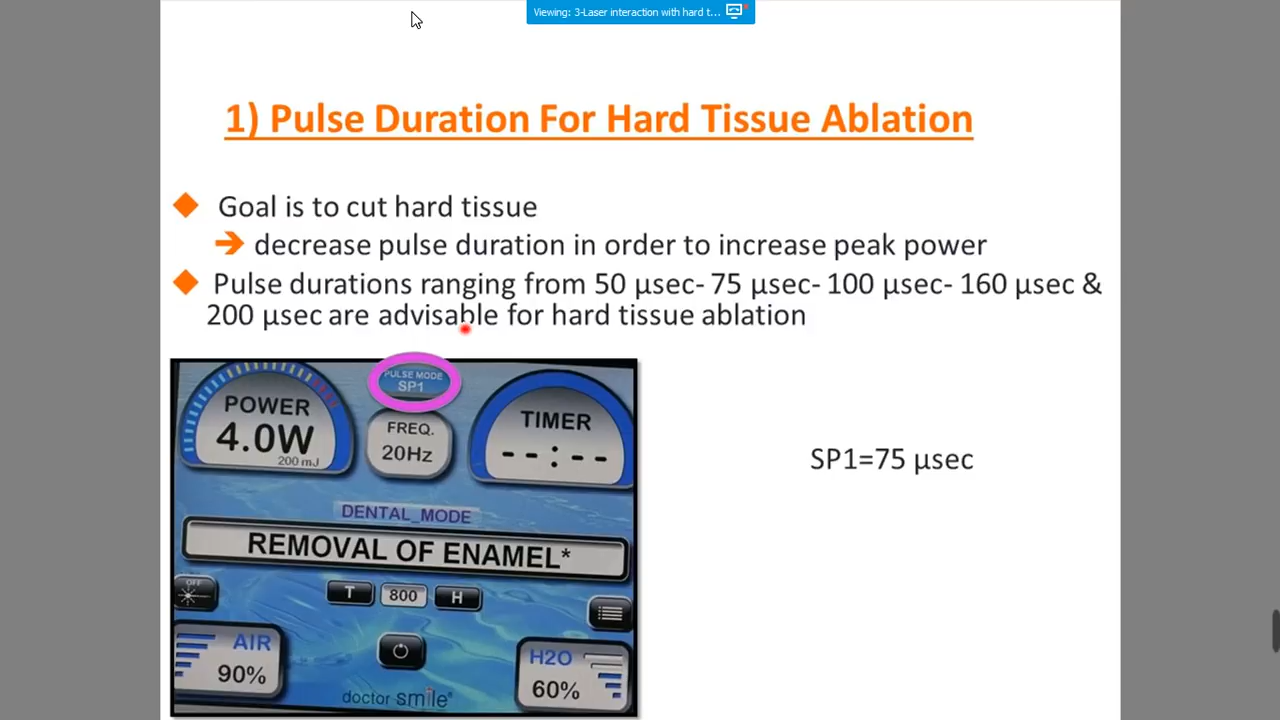 Viewing: 3-Laser interaction with hard t...
1) Pulse Duration For Hard Tissue Ablation
Goal is to cut hard tissue
decrease pulse duration in order to increase peak power
Pulse durations ranging from 50 µsec- 75 µsec- 100 µsec- 160 µsec &
200 µsec are advisable for hard tissue ablation
PULSE MODE
SP1
POWER
4.0W
200 mJ
FREQ.
20Hz
TIMER
--:--
SP1=75 µsec
DENTAL_MODE
REMOVAL OF ENAMEL*
OFF
T
800
H
AIR
90%
H2O
60%
doctor smile®